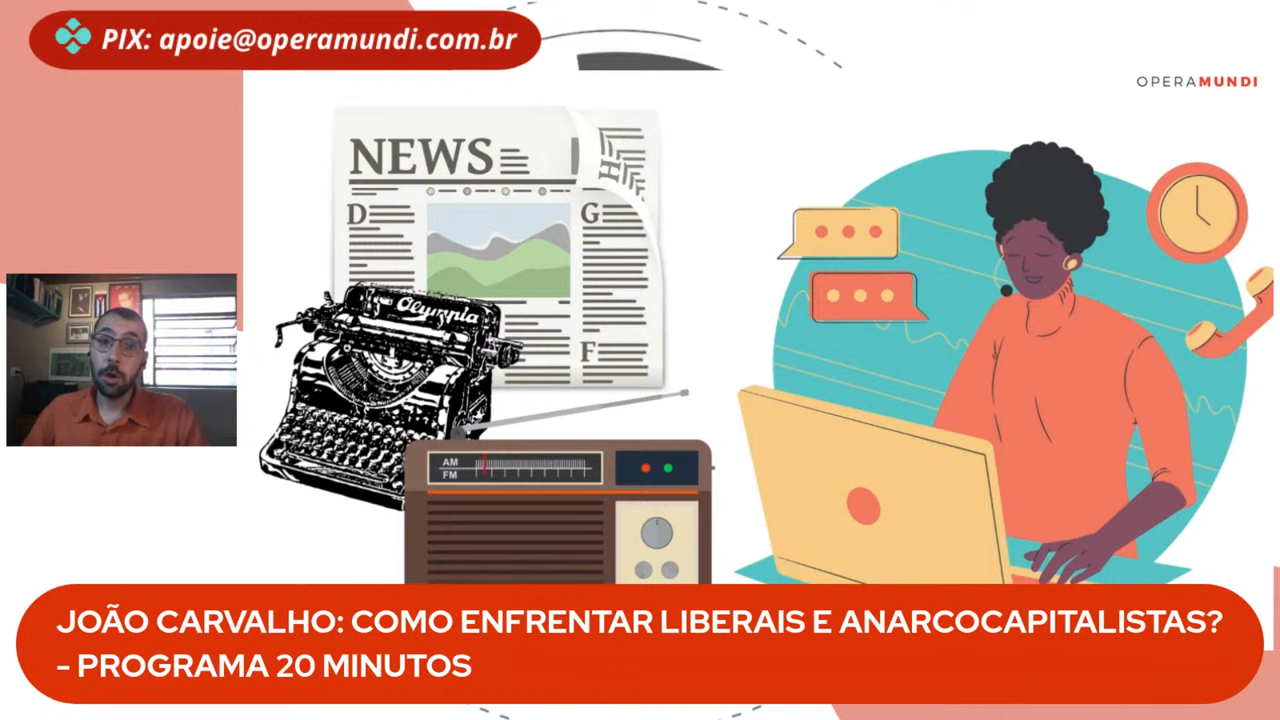 PIX: apoie@operamundi.com.br
OPERAMUNDI
NEWS
H
D
G
F
Olympia
AM
FM
JOÃO CARVALHO: COMO ENFRENTAR LIBERAIS E ANARCOCAPITALISTAS?
- PROGRAMA 20 MINUTOS